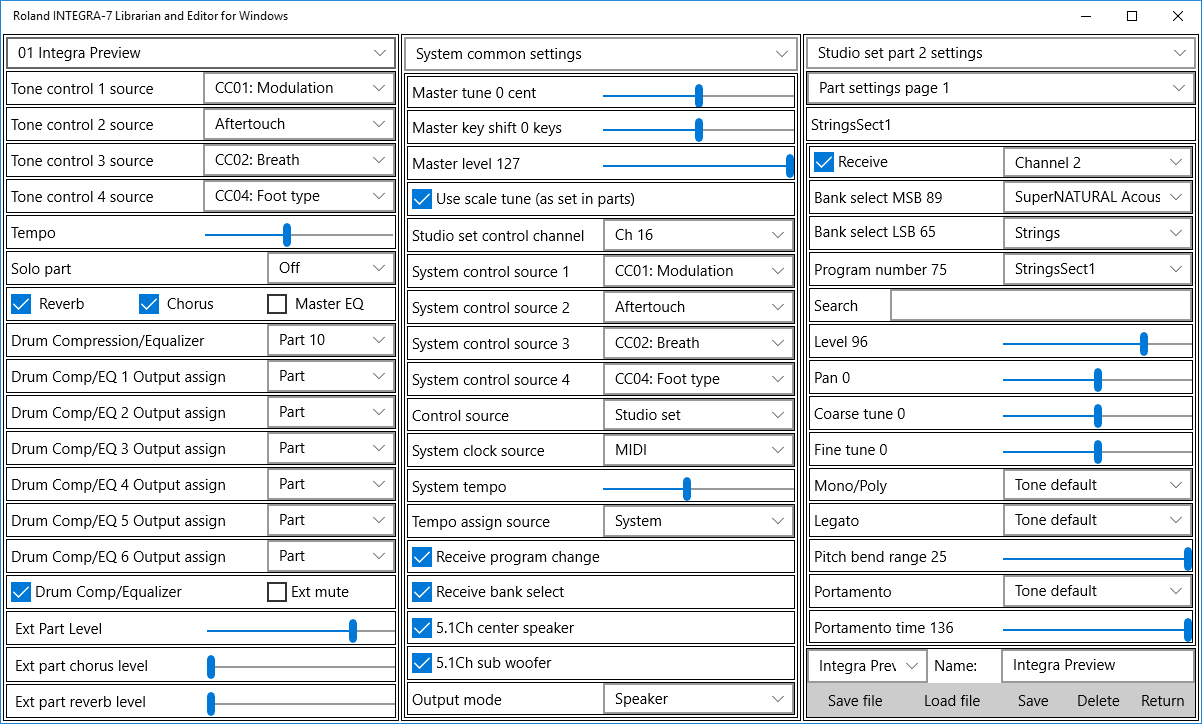 Roland INTEGRA-7 Librarian and Editor for Windows
01 Integra Preview
Tone control 1 source CC01: Modulation
Tone control 2 source Aftertouch
Tone control 3 source CC02: Breath
Tone control 4 source CC04: Foot type
Tempo
Solo part Off
Reverb Chorus Master EQ
Drum Compression/Equalizer Part 10
Drum Comp/EQ 1 Output assign Part
Drum Comp/EQ 2 Output assign Part
Drum Comp/EQ 3 Output assign Part
Drum Comp/EQ 4 Output assign Part
Drum Comp/EQ 5 Output assign Part
Drum Comp/EQ 6 Output assign Part
Drum Comp/Equalizer Ext mute
Ext Part Level
Ext part chorus level
Ext part reverb level
System common settings
Master tune 0 cent
Master key shift 0 keys
Master level 127
Use scale tune (as set in parts)
Studio set control channel Ch 16
System control source 1 CC01: Modulation
System control source 2 Aftertouch
System control source 3 CC02: Breath
System control source 4 CC04: Foot type
Control source Studio set
System clock source MIDI
System tempo
Tempo assign source System
Receive program change
Receive bank select
5.1Ch center speaker
5.1Ch sub woofer
Output mode Speaker
Studio set part 2 settings
Part settings page 1
StringsSect1
Receive Channel 2
Bank select MSB 89 SuperNATURAL Acous
Bank select LSB 65 Strings
Program number 75 StringsSect1
Search
Level 96
Pan 0
Coarse tune 0
Fine tune 0
Mono/Poly Tone default
Legato Tone default
Pitch bend range 25
Portamento Tone default
Portamento time 136
Integra Prev Name: Integra Preview
Save file Load file Save Delete Return